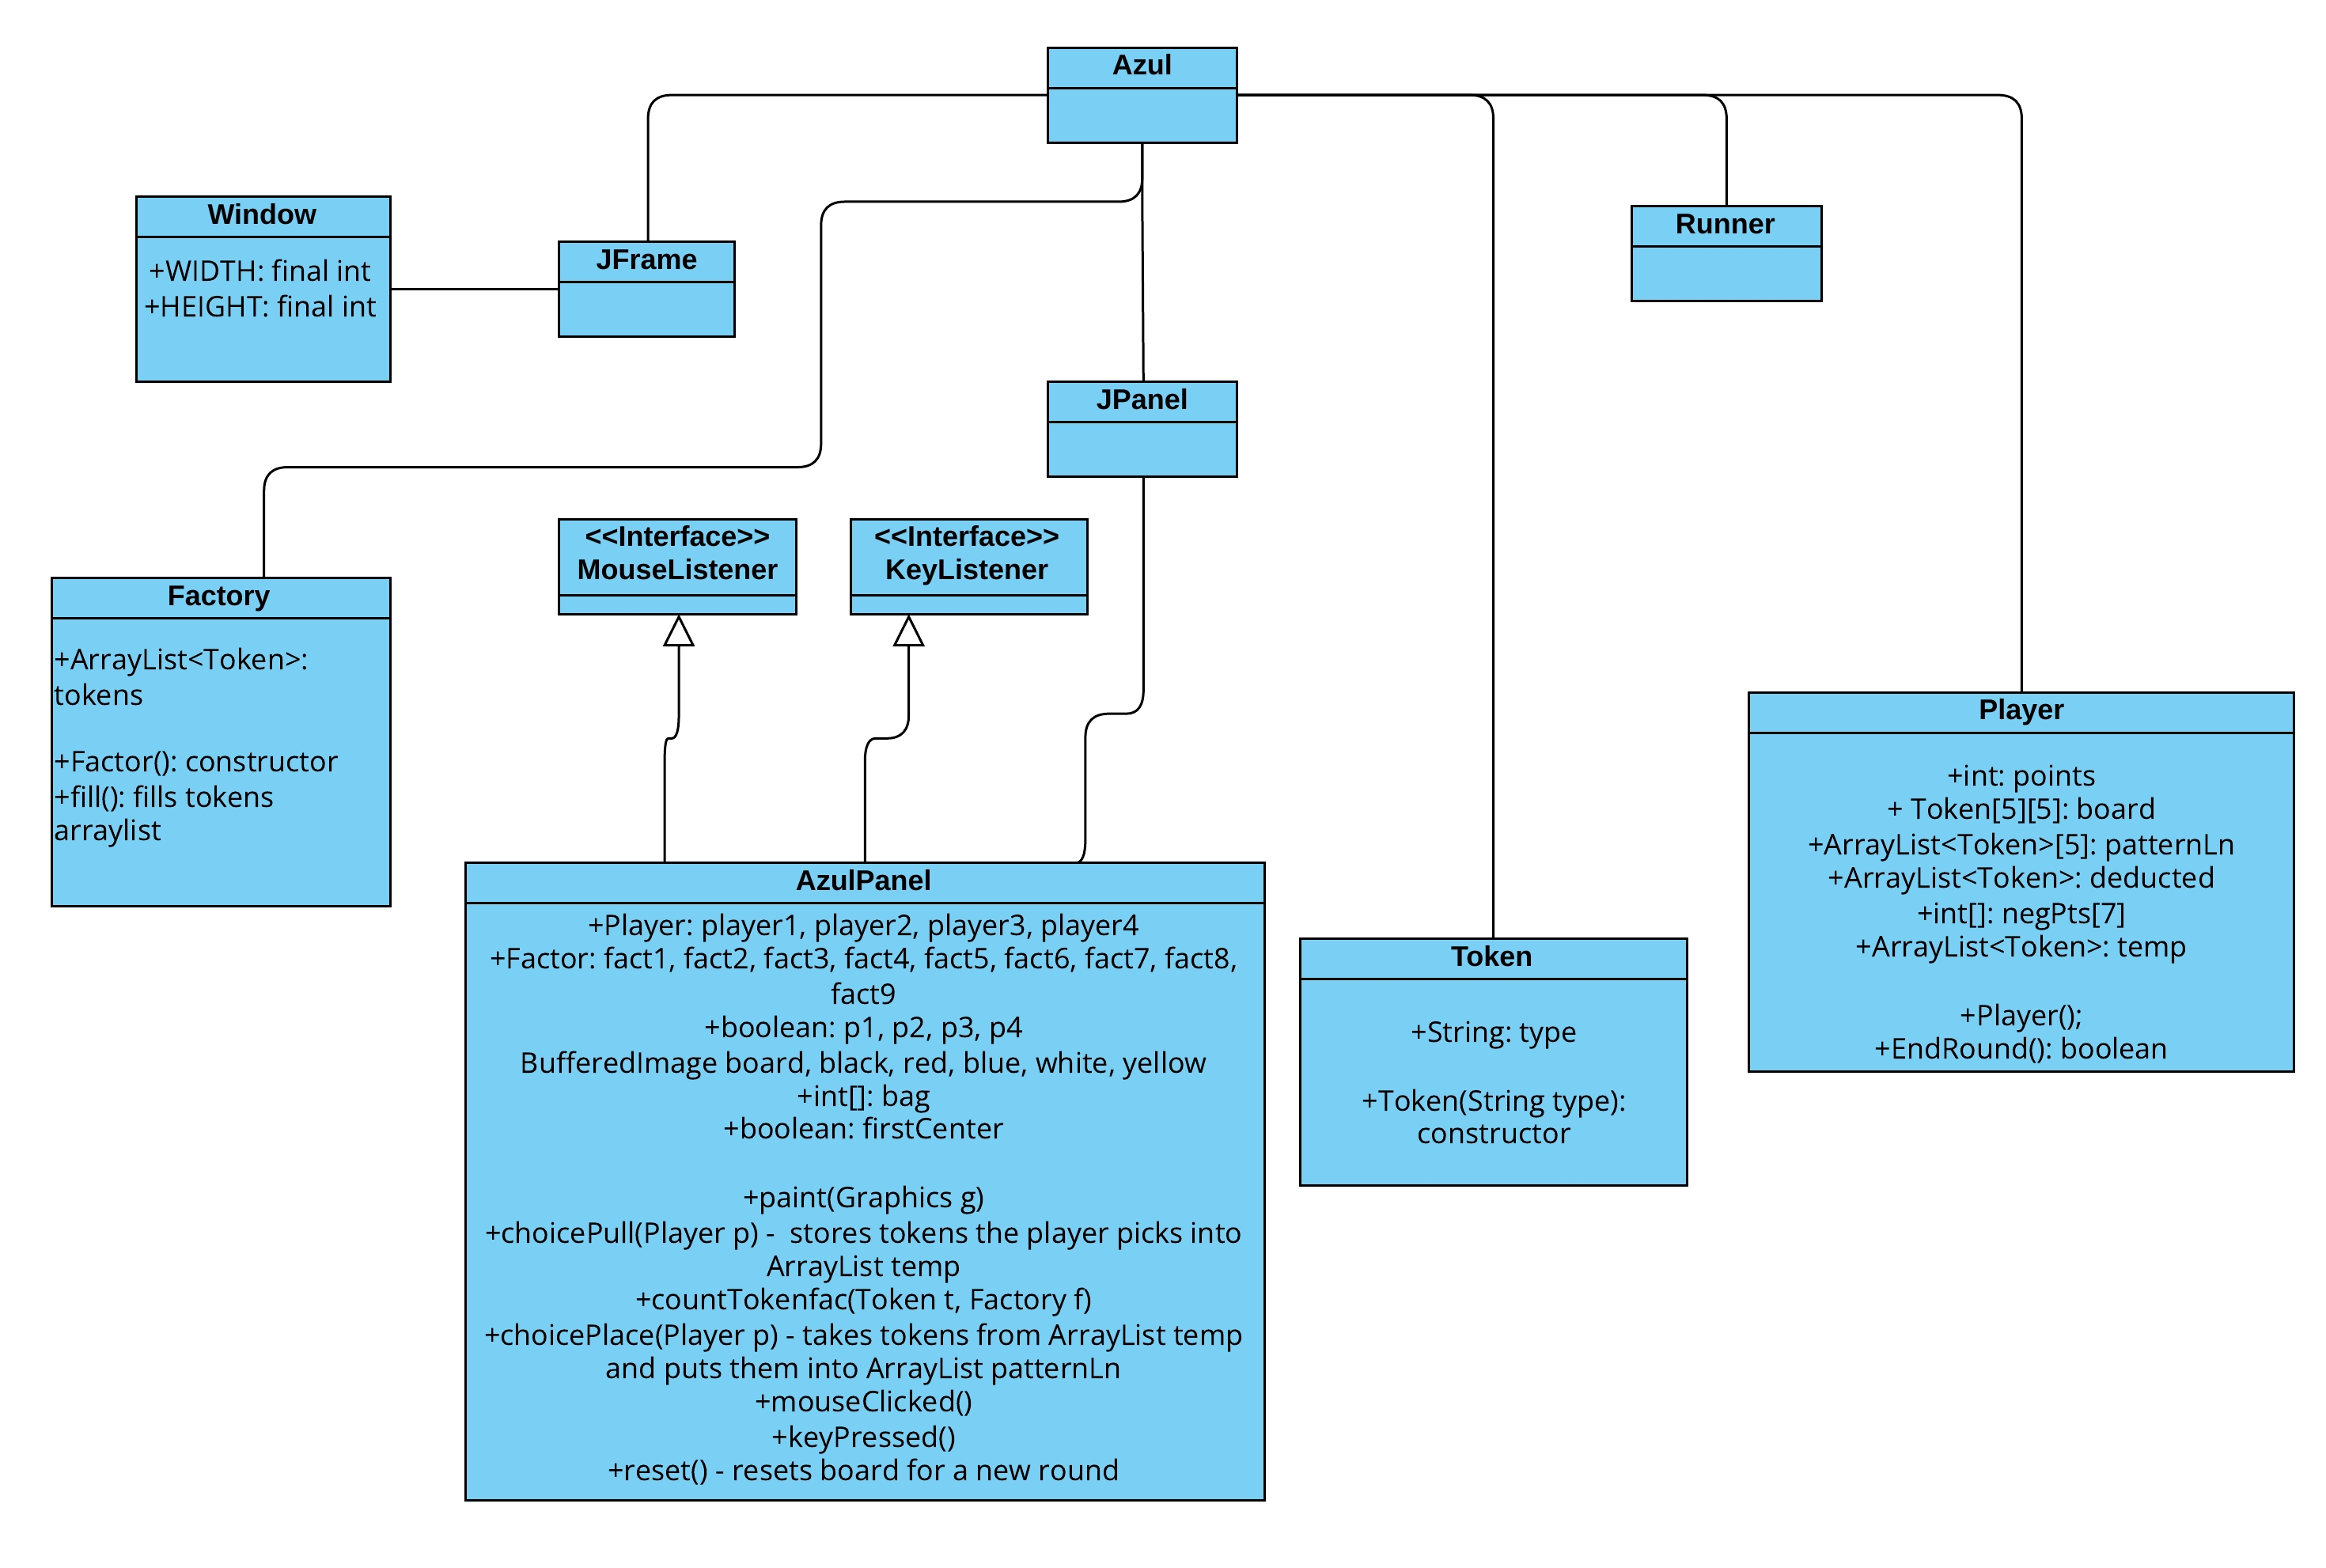 Azul
Window
+WIDTH: final int
+HEIGHT: final int
JFrame
Runner
JPanel
<<Interface>>
MouseListener
<<Interface>>
KeyListener
Factory
+ArrayList<Token>:
tokens
+Factor(): constructor
+fill(): fills tokens
arraylist
Player
+int: points
+ Token[5][5]: board
+ArrayList<Token>[5]: patternLn
+ArrayList<Token>: deducted
+int[]: negPts[7]
+ArrayList<Token>: temp
+Player();
+EndRound(): boolean
AzulPanel
+Player: player1, player2, player3, player4
+Factor: fact1, fact2, fact3, fact4, fact5, fact6, fact7, fact8,
fact9
+boolean: p1, p2, p3, p4
BufferedImage board, black, red, blue, white, yellow
+int[]: bag
+boolean: firstCenter
+paint(Graphics g)
+choicePull(Player p) -  stores tokens the player picks into
ArrayList temp
+countTokenfac(Token t, Factory f)
+choicePlace(Player p) - takes tokens from ArrayList temp
and puts them into ArrayList patternLn
+mouseClicked()
+keyPressed()
+reset() - resets board for a new round
Token
+String: type
+Token(String type):
constructor